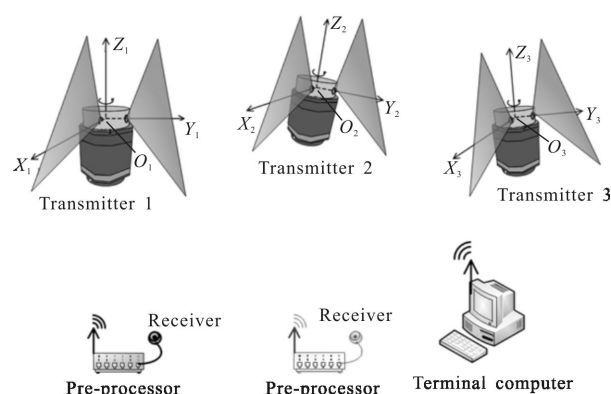 Z₁
Y₁
X₁
O₁
Transmitter 1
Z₂
Y₂
X₂
O₂
Transmitter 2
Z₃
Y₃
X₃
O₃
Transmitter 3
Receiver
Pre-processor
Receiver
Pre-processor
Terminal computer